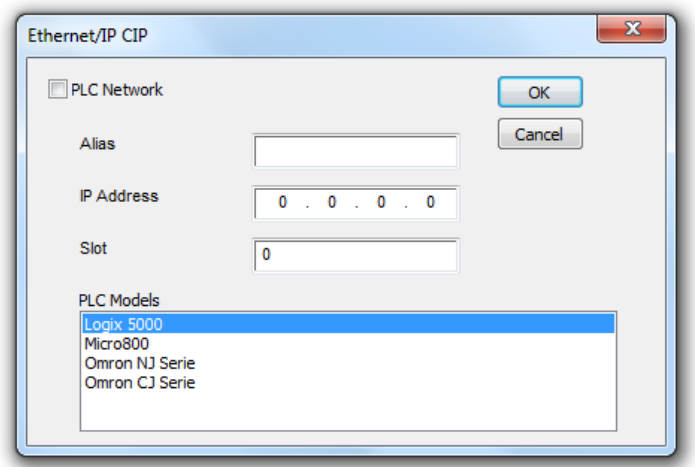 Ethernet/IP CIP
PLC Network
OK
Cancel
Alias
IP Address
0 . 0 . 0 . 0
Slot
0
PLC Models
Logix 5000
Micro800
Omron NJ Serie
Omron CJ Serie